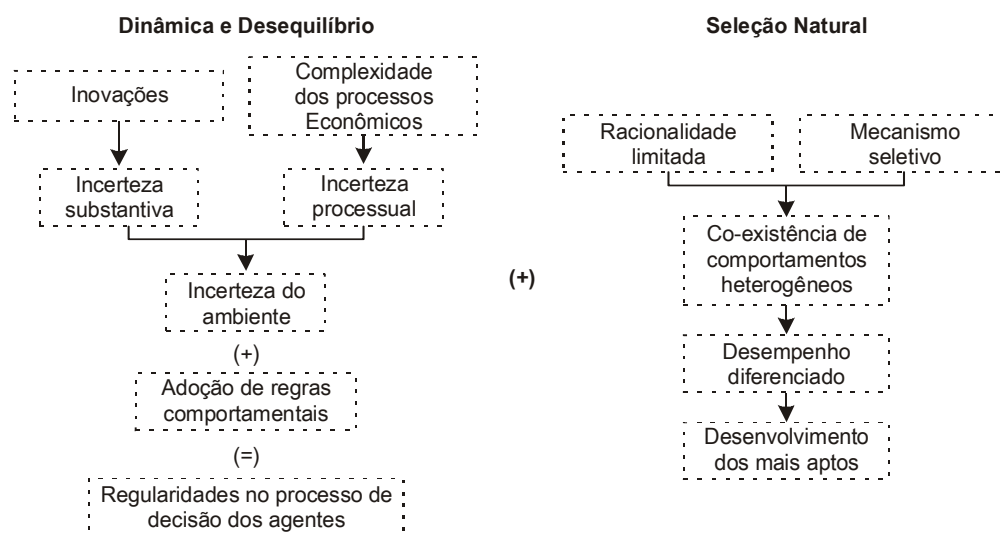 Dinâmica e Desequilíbrio
Inovações
Complexidade
dos processos
Econômicos
Incerteza
substantiva
Incerteza
processual
Incerteza do
ambiente
(+)
Adoção de regras
comportamentais
(=)
Regularidades no processo de
decisão dos agentes
(+)
Seleção Natural
Racionalidade
limitada
Mecanismo
seletivo
Co-existência de
comportamentos
heterogêneos
Desempenho
diferenciado
Desenvolvimento
dos mais aptos